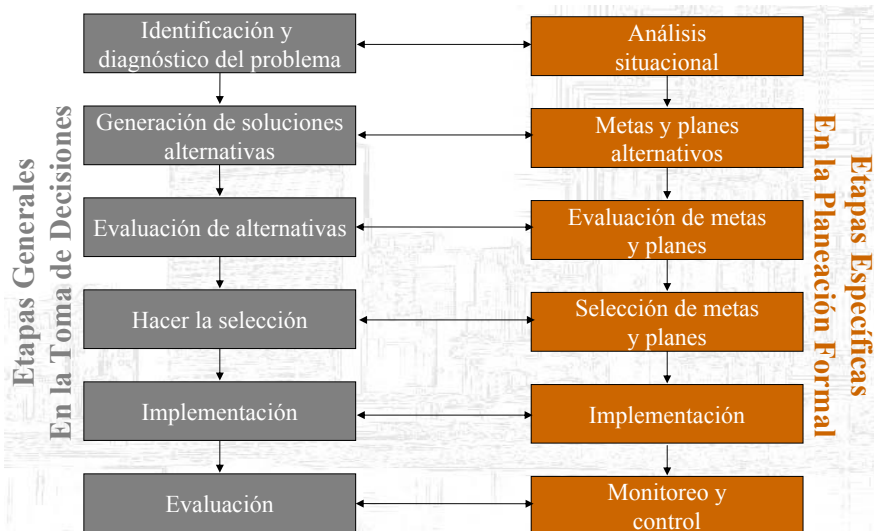 Etapas Generales
En la Toma de Decisiones
Identificación y
diagnóstico del problema
Generación de soluciones
alternativas
Evaluación de alternativas
Hacer la selección
Implementación
Evaluación
Análisis
situacional
Metas y planes
alternativos
Evaluación de metas
y planes
Selección de metas
y planes
Implementación
Monitoreo y
control
Etapas Específicas
En la Planeación Formal